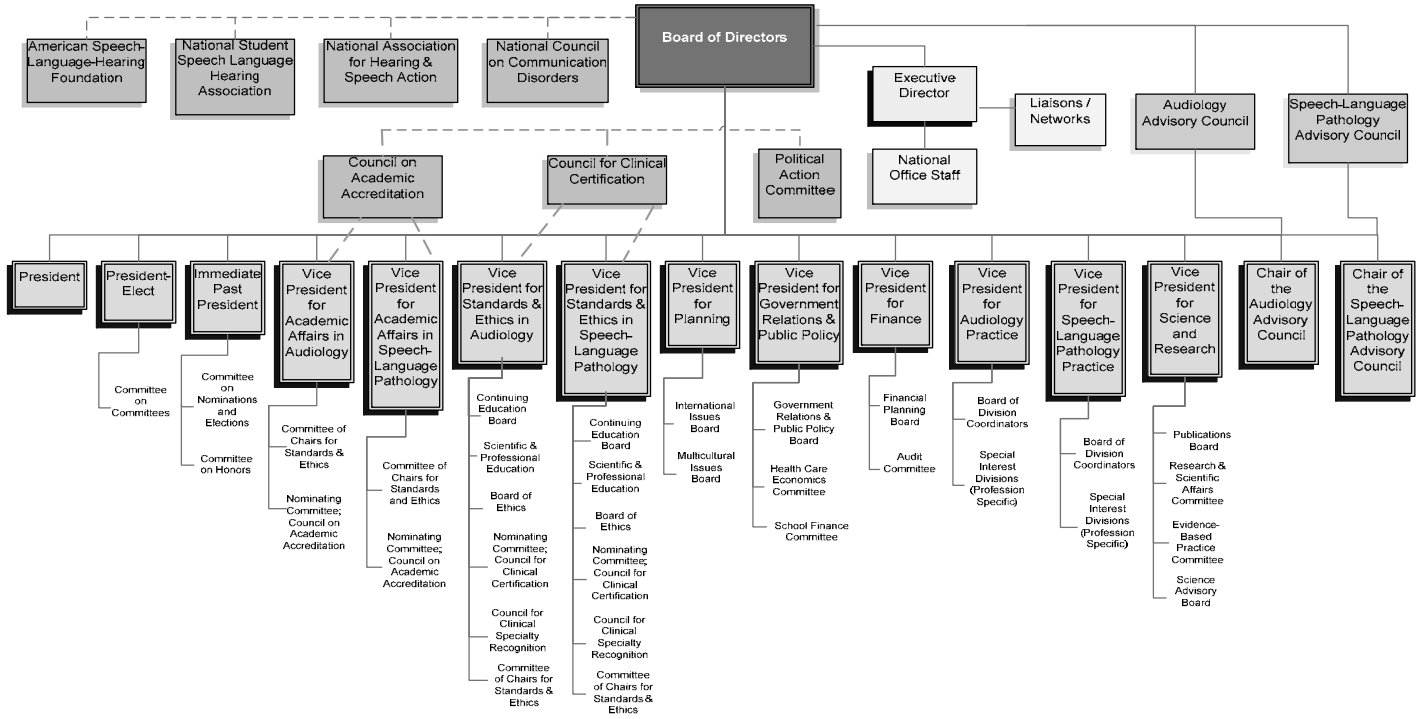 Board of Directors
American Speech-
Language-Hearing
Foundation
National Student
Speech Language
Hearing
Association
National Association
for Hearing &
Speech Action
National Council
on Communication
Disorders
Executive
Director
Liaisons /
Networks
Audiology
Advisory Council
Speech-Language
Pathology
Advisory Council
Council on
Academic
Accreditation
Council for Clinical
Certification
Political
Action
Committee
National
Office Staff
President
President-
Elect
Immediate
Past
President
Vice
President for
Academic
Affairs in
Audiology
Vice
President for
Academic
Affairs in
Speech-
Language
Pathology
Vice
President for
Standards &
Ethics in
Audiology
Vice
President for
Standards &
Ethics in
Speech-
Language
Pathology
Vice
President
for
Planning
Vice
President for
Government
Relations &
Public Policy
Vice
President
for
Finance
Vice
President
for
Audiology
Practice
Vice
President
for
Speech-
Language
Pathology
Practice
Vice
President
for
Science
and
Research
Chair of
the
Audiology
Advisory
Council
Chair of
the
Speech-
Language
Pathology
Advisory
Council
Committee
on
Committees
Committee
on
Nominations
and
Elections
Committee
on Honors
Committee of
Chairs for
Standards &
Ethics
Nominating
Committee;
Council on
Academic
Accreditation
Committee of
Chairs for
Standards
and Ethics
Nominating
Committee;
Council on
Academic
Accreditation
Continuing
Education
Board
Scientific &
Professional
Education
Board of
Ethics
Nominating
Committee;
Council for
Clinical
Certification
Council for
Clinical
Specialty
Recognition
Committee
of Chairs for
Standards &
Ethics
Continuing
Education
Board
Scientific
& Professional
Education
Board of
Ethics
Nominating
Committee;
Council for
Clinical
Certification
Council for
Clinical
Specialty
Recognition
Committee
of Chairs for
Standards &
Ethics
International
Issues
Board
Multicultural
Issues
Board
Government
Relations &
Public Policy
Board
Health Care
Economics
Committee
School Finance
Committee
Financial
Planning
Board
Audit
Committee
Board of
Division
Coordinators
Special
Interest
Divisions
(Profession
Specific)
Board of
Division
Coordinators
Special
Interest
Divisions
(Profession
Specific)
Publications
Board
Research &
Scientific
Affairs
Committee
Evidence-
Based
Practice
Committee
Science
Advisory
Board